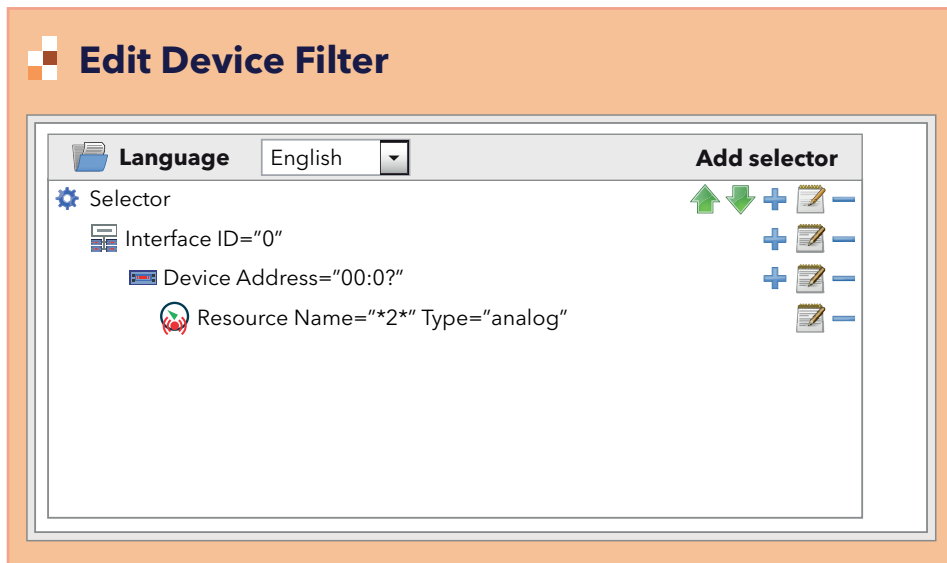 Edit Device Filter
Language English Add selector
Selector
Interface ID=”0”
Device Address=”00:0?”
Resource Name=”*2*” Type=”analog”